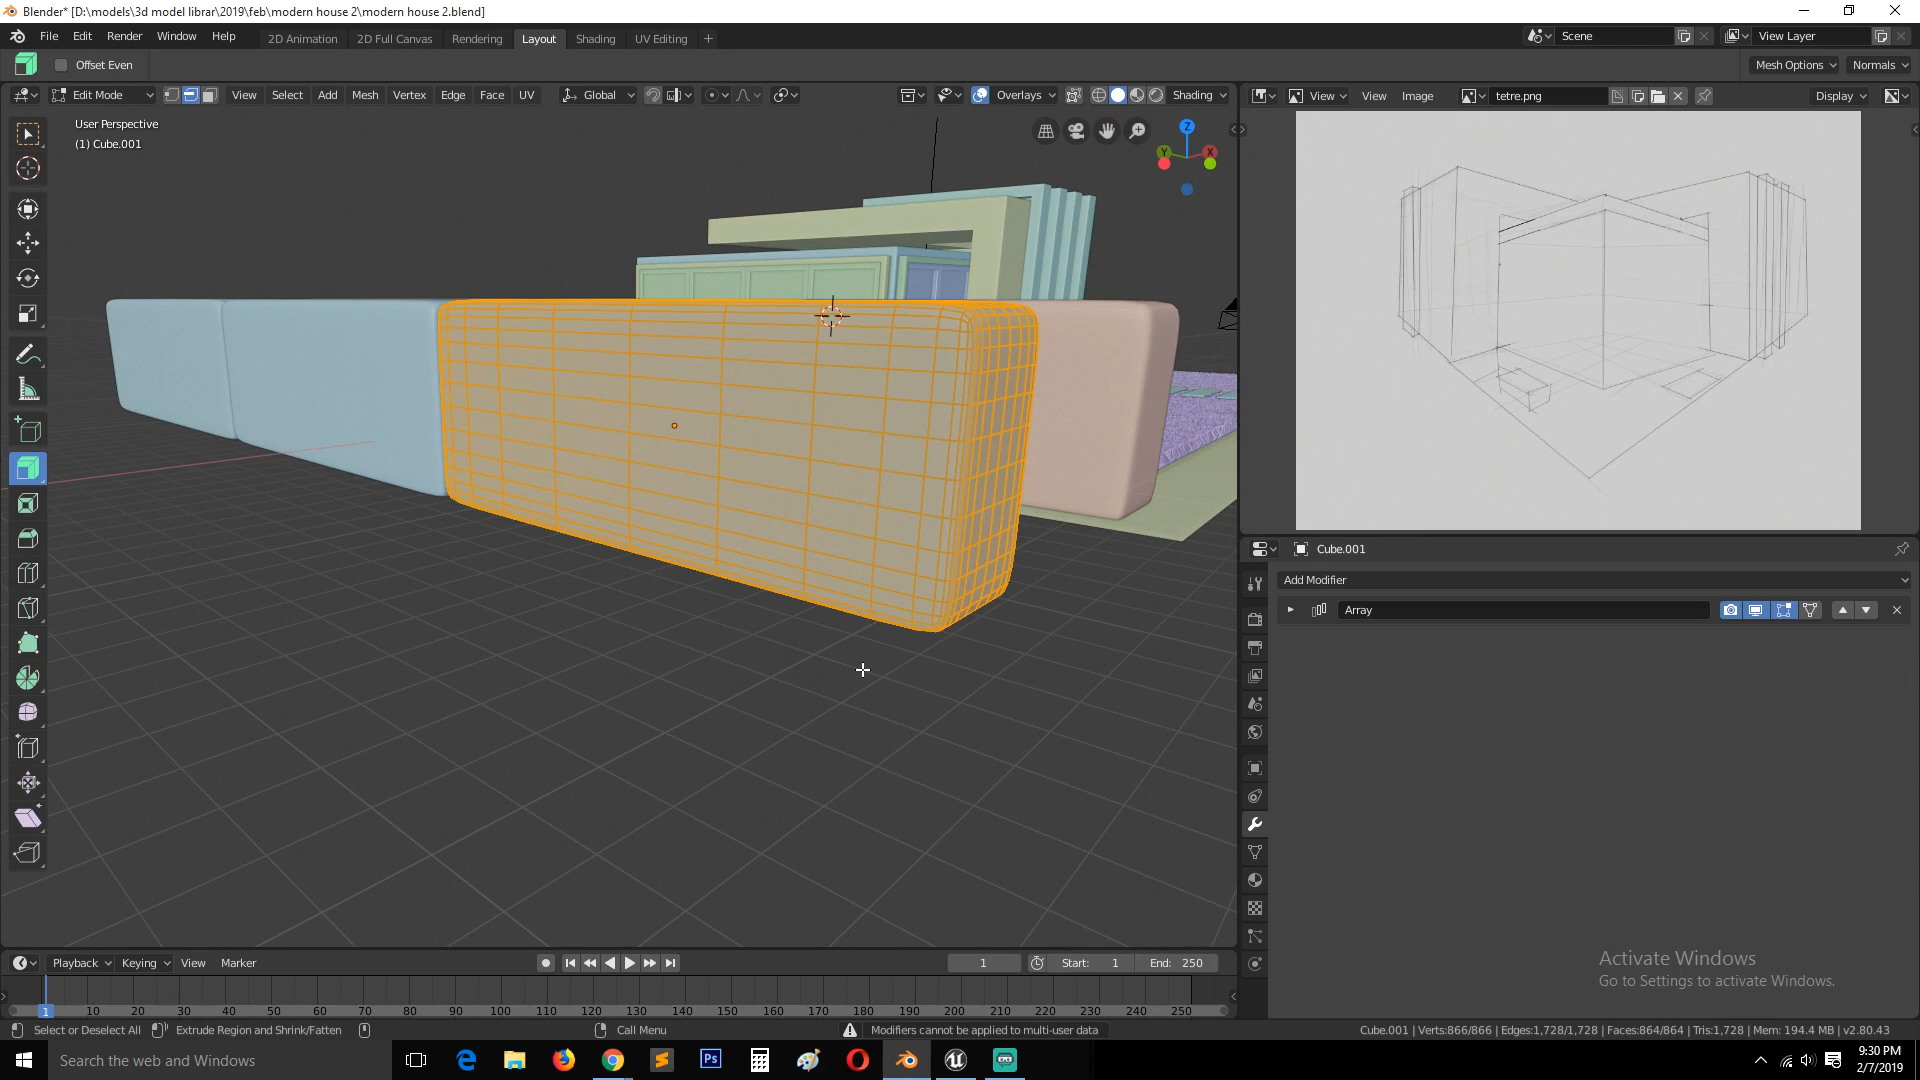 Blender* [D:\models\3d model librar\2019\feb\modern house 2\modern house 2.blend]
File Edit Render Window Help 2D Animation 2D Full Canvas Rendering Layout Shading UV Editing +
Scene View Layer
Offset Even Mesh Options Normals
Edit Mode View Select Add Mesh Vertex Edge Face UV Global Overlays Shading
View View Image tetre.png Display
User Perspective
(1) Cube.001
Z
Y X
Cube.001
Add Modifier
Array
Activate Windows
Go to Settings to activate Windows.
Playback Keying View Marker 1 Start: 1 End: 250
1 10 20 30 40 50 60 70 80 90 100 110 120 130 140 150 160 170 180 190 200 210 220 230 240 250
Select or Deselect All Extrude Region and Shrink/Fatten Call Menu Modifiers cannot be applied to multi-user data Cube.001 | Verts:866/866 | Edges:1,728/1,728 | Faces:864/864 | Tris:1,728 | Mem: 194.4 MB | v2.80.43
Search the web and Windows
Ps
9:30 PM
2/7/2019